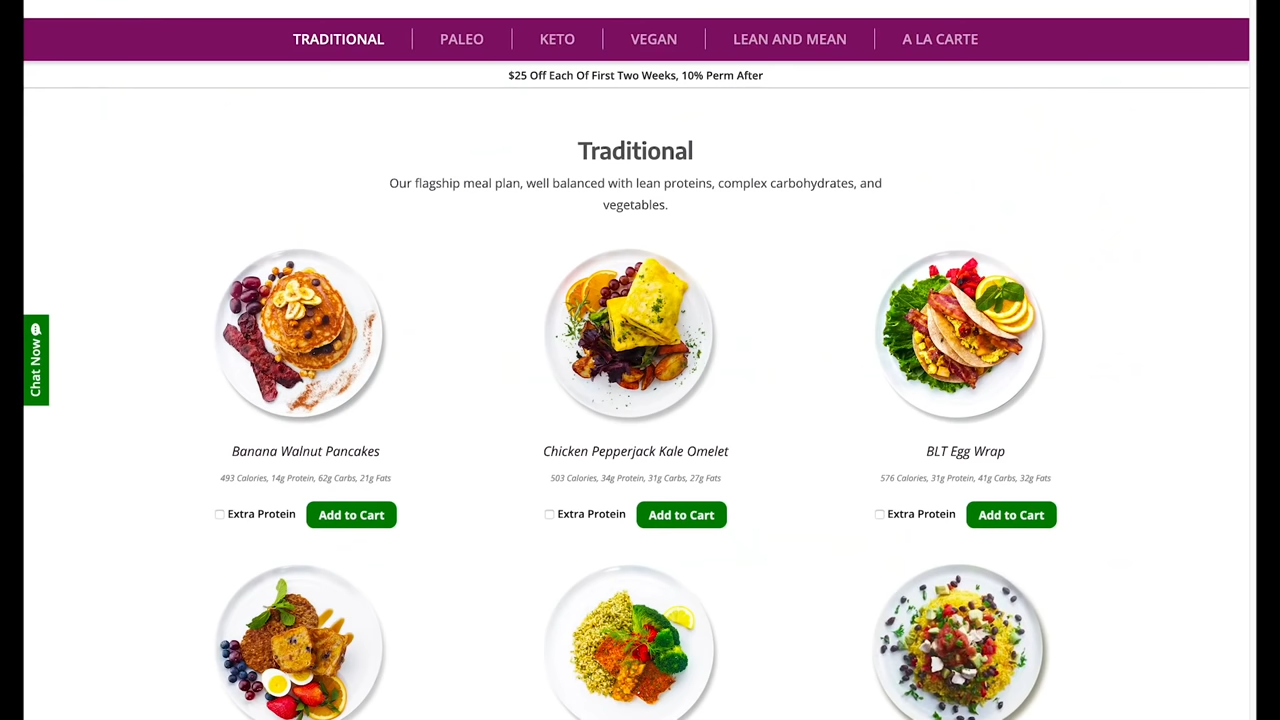 TRADITIONAL PALEO KETO VEGAN LEAN AND MEAN A LA CARTE
$25 Off Each Of First Two Weeks, 10% Perm After
Traditional
Our flagship meal plan, well balanced with lean proteins, complex carbohydrates, and
vegetables.
Chat Now
Banana Walnut Pancakes
493 Calories, 14g Protein, 62g Carbs, 21g Fats
Extra Protein Add to Cart
Chicken Pepperjack Kale Omelet
503 Calories, 34g Protein, 31g Carbs, 27g Fats
Extra Protein Add to Cart
BLT Egg Wrap
576 Calories, 31g Protein, 41g Carbs, 32g Fats
Extra Protein Add to Cart